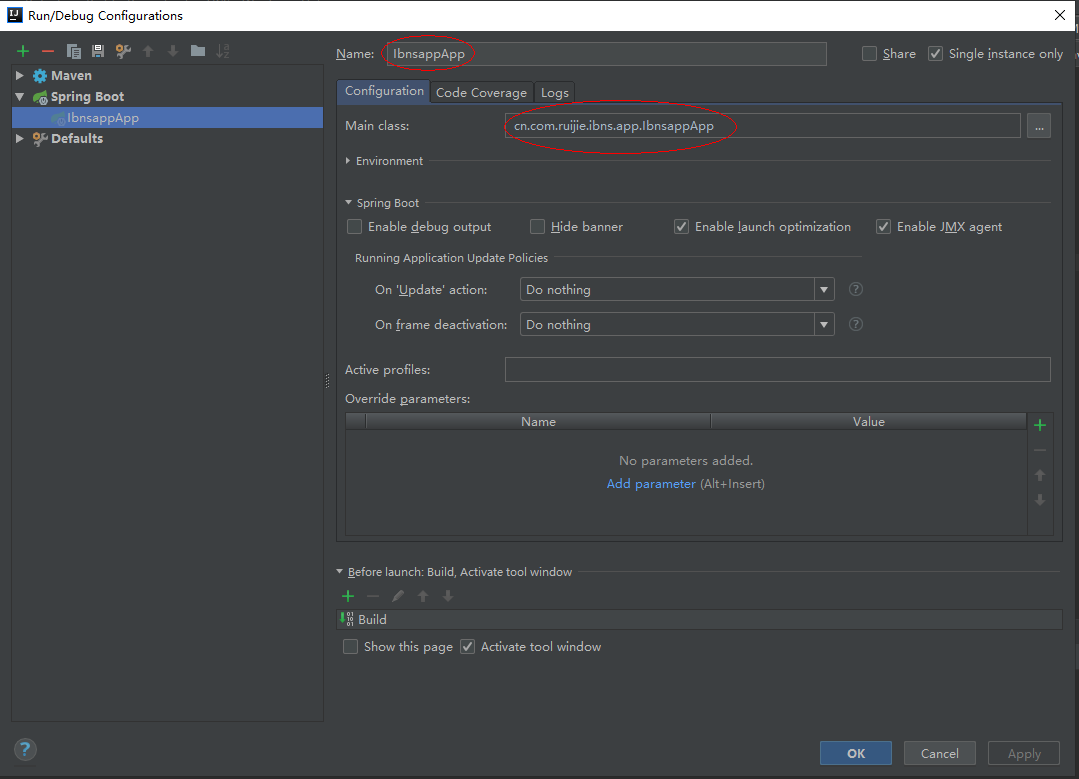 Run/Debug Configurations
Name: IbnsappApp Share Single instance only
Maven
Spring Boot
IbnsappApp
Defaults
Configuration Code Coverage Logs
Main class: cn.com.ruijie.ibns.app.IbnsappApp ...
Environment
Spring Boot
Enable debug output Hide banner Enable launch optimization Enable JMX agent
Running Application Update Policies
On 'Update' action: Do nothing ?
On frame deactivation: Do nothing ?
Active profiles:
Override parameters:
Name Value
No parameters added.
Add parameter (Alt+Insert)
Before launch: Build, Activate tool window
Build
Show this page Activate tool window
? OK Cancel Apply